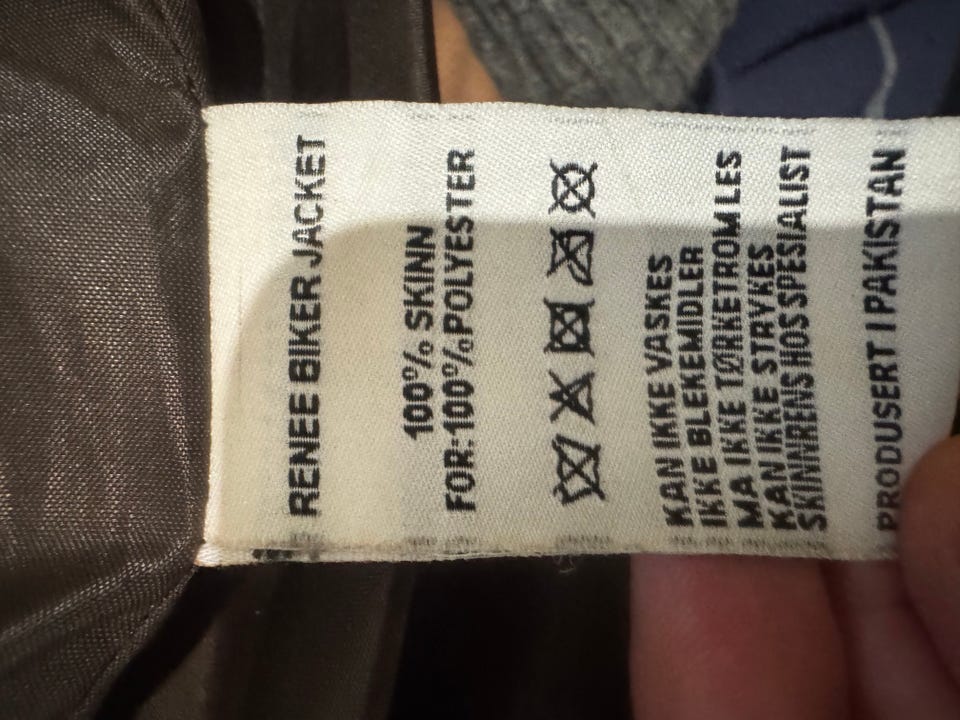 RENEE BIKER JACKET
100% SKINN
FOR:100%POLYESTER
KAN IKKE VASKES
IKKE BLEKEMIDLER
MA IKKE TØRKETROMLES
KAN IKKE STRYKES
SKINNRENS HOS SPESIALIST
PRODUSERT I PAKISTAN